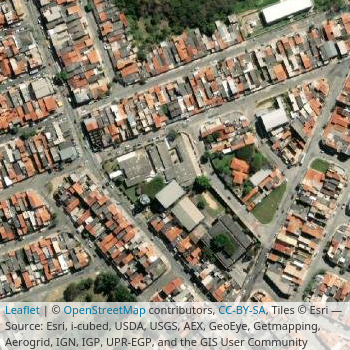 Leaflet | © OpenStreetMap contributors, CC-BY-SA, Tiles © Esri —
Source: Esri, i-cubed, USDA, USGS, AEX, GeoEye, Getmapping,
Aerogrid, IGN, IGP, UPR-EGP, and the GIS User Community